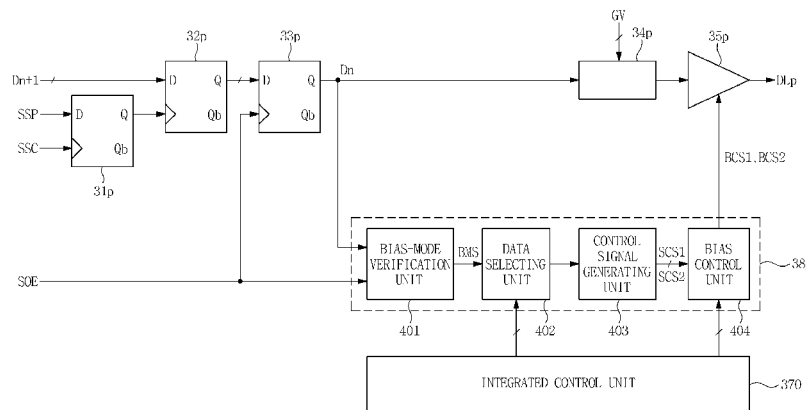 GV
32p
33p
34p
35p
Dn+1
D
Q
D
Q
Dn
DLp
SSP
D
Q
Qb
Qb
SSC
Qb
31p
BCS1,BCS2
BIAS-MODE
VERIFICATION
UNIT
BMS
DATA
SELECTING
UNIT
CONTROL
SIGNAL
GENERATING
UNIT
SCS1
SCS2
BIAS
CONTROL
UNIT
38
SOE
401
402
403
404
INTEGRATED CONTROL UNIT
370